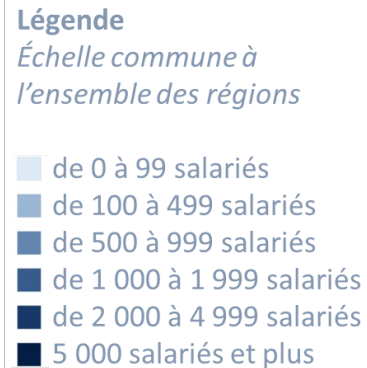 Légende
Échelle commune à
l’ensemble des régions
de 0 à 99 salariés
de 100 à 499 salariés
de 500 à 999 salariés
de 1 000 à 1 999 salariés
de 2 000 à 4 999 salariés
5 000 salariés et plus